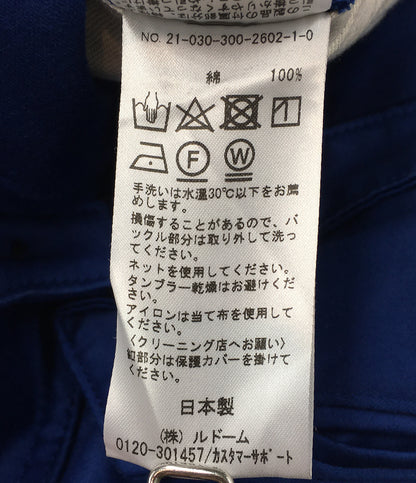 NO. 21-030-300-2602-1-0
綿 100%
F W
手洗いは水温30℃以下をお薦
めします。
損傷することがあるので、バ
ックル部分は取り外して洗っ
てください。
ネットを使用してください。
タンブラー乾燥はお避けくだ
さい。
アイロンは当て布を使用して
ください。
〈クリーニング店へお願い〉
釦部分は保護カバーを掛けて
ください。
日本製
(株) ルドーム
0120-301457/カスタマーサポート